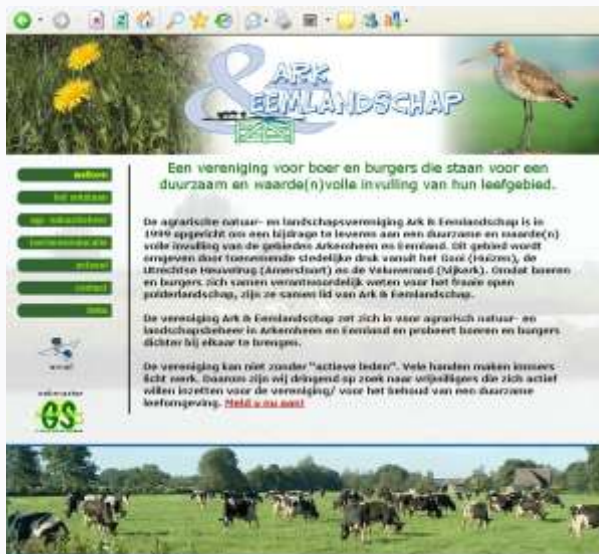 &
ARK
EEMLANDSCHAP
Een vereniging voor boer en burgers die staan voor een
duurzaam en waarde(n)volle invulling van hun leefgebied.
welkom
het ontstaan
agr. natuurbeheer
actueel
contact
links
email
webmaster
GS
De agrarische natuur- en landschapsvereniging Ark & Eemlandschap is in
1999 opgericht om een bijdrage te leveren aan een duurzame en waarde(n)
volle invulling van de gebieden Arkemheen en Eemland. Dit gebied wordt
omgeven door toenemende stedelijke druk vanuit het Gooi (Huizen), de
Utrechtse Heuvelrug (Amersfoort) en de Veluwerand (Nijkerk). Omdat boeren
en burgers zich samen verantwoordelijk weten voor het fraaie open
polderlandschap, zijn ze samen lid van Ark & Eemlandschap.
De vereniging Ark & Eemlandschap zet zich in voor agrarisch natuur- en
landschapsbeheer in Arkemheen en Eemland en probeert boeren en burgers
dichter bij elkaar te brengen.
De vereniging kan niet zonder "actieve leden". Vele handen maken immers
licht werk. Daarom zijn wij dringend op zoek naar vrijwilligers die zich actief
willen inzetten voor de vereniging/ voor het behoud van een duurzame
leefomgeving. Meld u nu aan!